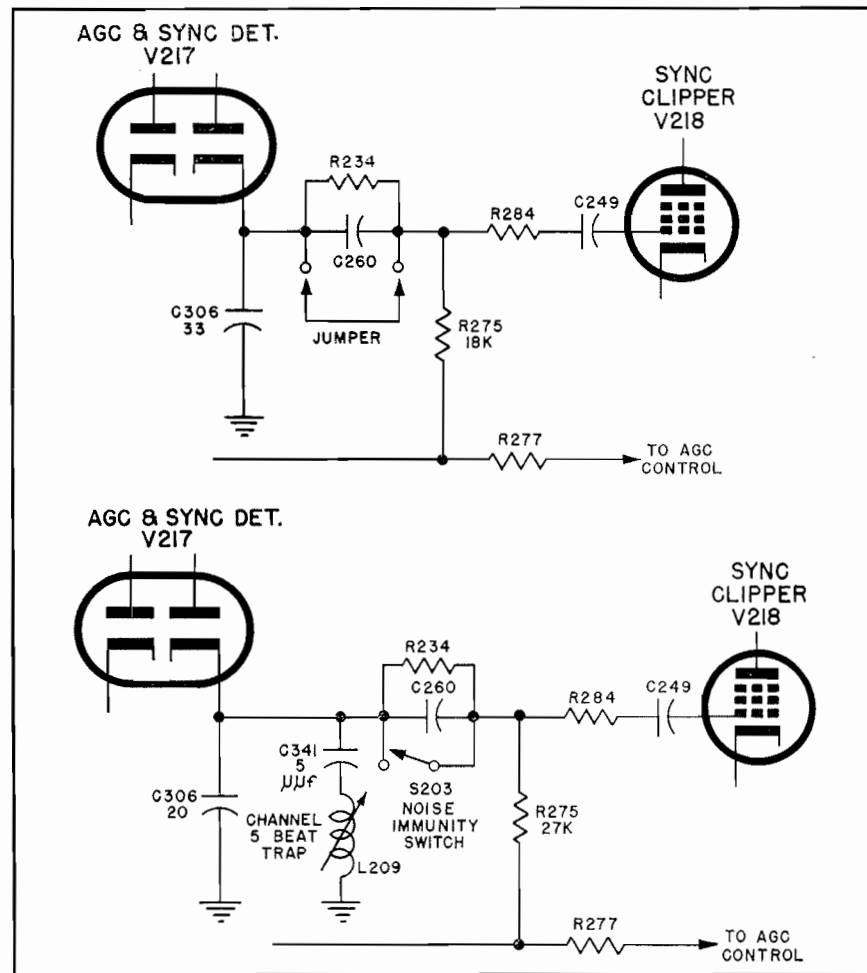 AGC & SYNC DET.
V217
SYNC
CLIPPER
V218
R234
C260
R284
C249
C306
33
JUMPER
R275
18K
R277
TO AGC
CONTROL
AGC & SYNC DET.
V217
SYNC
CLIPPER
V218
R234
C260
R284
C249
C341
5
μμf
C306
20
CHANNEL
5 BEAT
TRAP
L209
S203
NOISE
IMMUNITY
SWITCH
R275
27K
R277
TO AGC
CONTROL